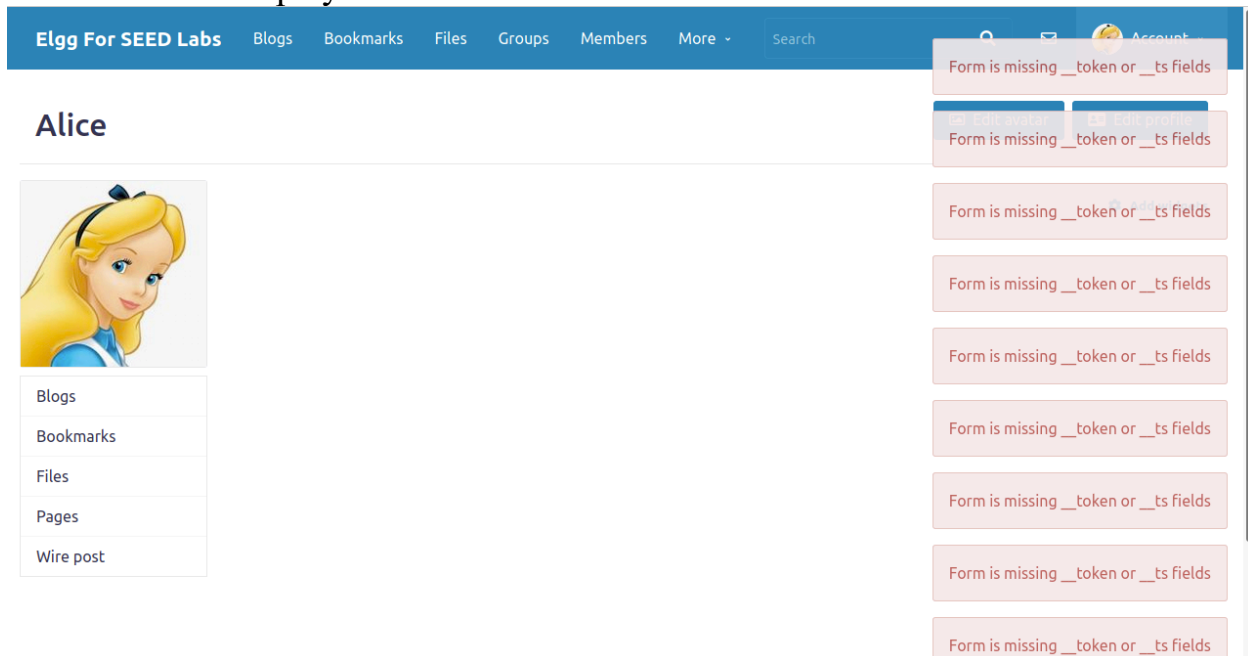 Elgg For SEED Labs Blogs Bookmarks Files Groups Members More Search Account
Form is missing __token or __ts fields
Alice
Edit avatar Edit profile
Form is missing __token or __ts fields
Add widgets
Form is missing __token or __ts fields
Form is missing __token or __ts fields
Form is missing __token or __ts fields
Blogs
Form is missing __token or __ts fields
Bookmarks
Files
Form is missing __token or __ts fields
Pages
Wire post
Form is missing __token or __ts fields
Form is missing __token or __ts fields